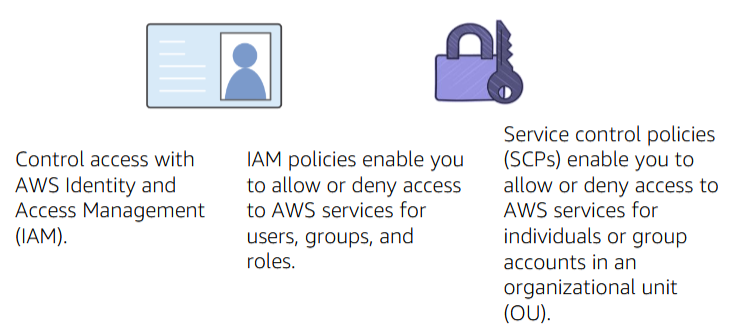 Control access with
AWS Identity and
Access Management
(IAM).
IAM policies enable you
to allow or deny access
to AWS services for
users, groups, and
roles.
Service control policies
(SCPs) enable you to
allow or deny access to
AWS services for
individuals or group
accounts in an
organizational unit
(OU).